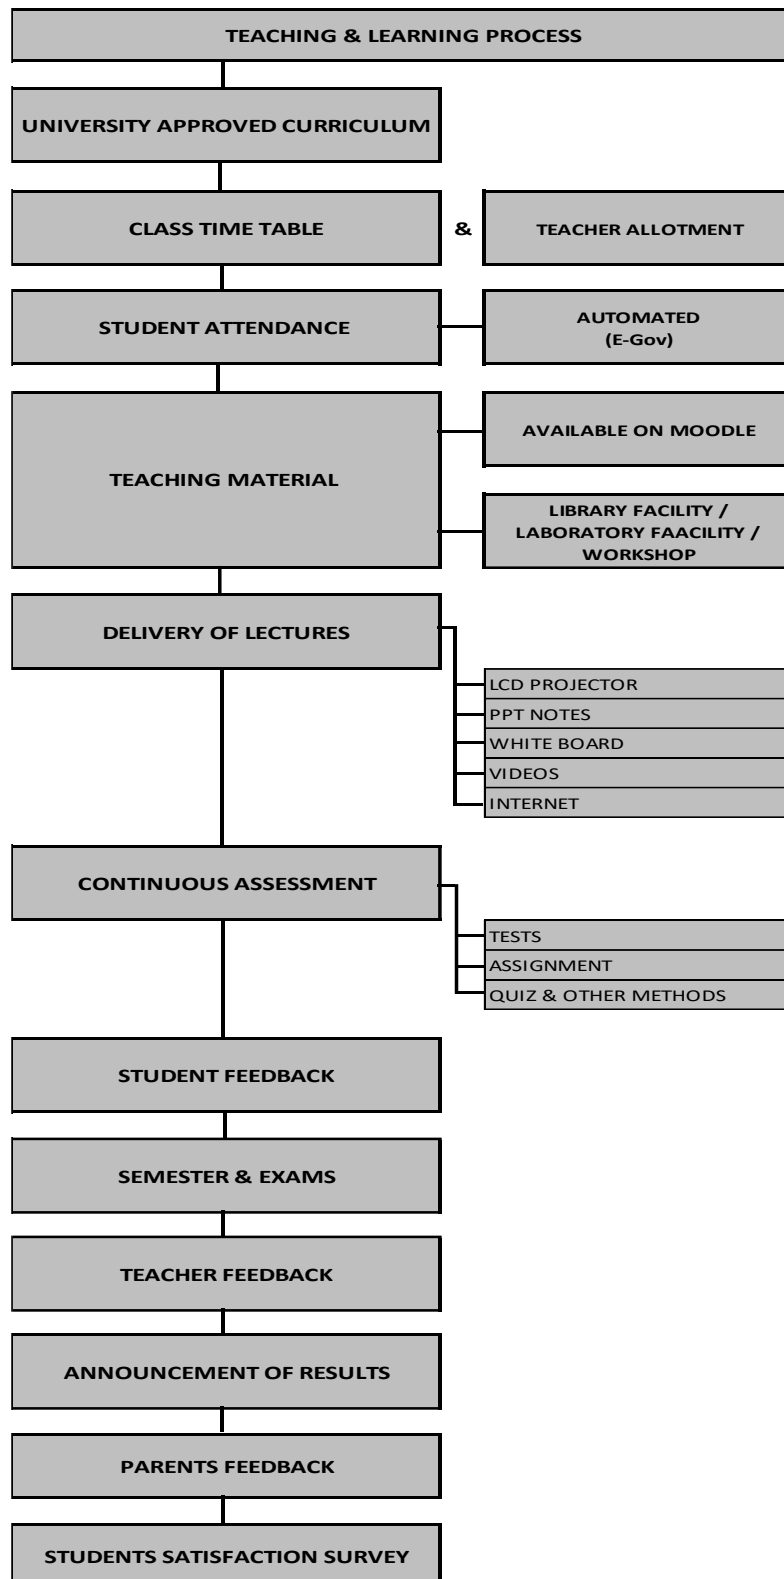 TEACHING & LEARNING PROCESS
UNIVERSITY APPROVED CURRICULUM
CLASS TIME TABLE
&
TEACHER ALLOTMENT
STUDENT ATTENDANCE
AUTOMATED
(E-Gov)
TEACHING MATERIAL
AVAILABLE ON MOODLE
LIBRARY FACILITY /
LABORATORY FAACILITY /
WORKSHOP
DELIVERY OF LECTURES
LCD PROJECTOR
PPT NOTES
WHITE BOARD
VIDEOS
INTERNET
CONTINUOUS ASSESSMENT
TESTS
ASSIGNMENT
QUIZ & OTHER METHODS
STUDENT FEEDBACK
SEMESTER & EXAMS
TEACHER FEEDBACK
ANNOUNCEMENT OF RESULTS
PARENTS FEEDBACK
STUDENTS SATISFACTION SURVEY